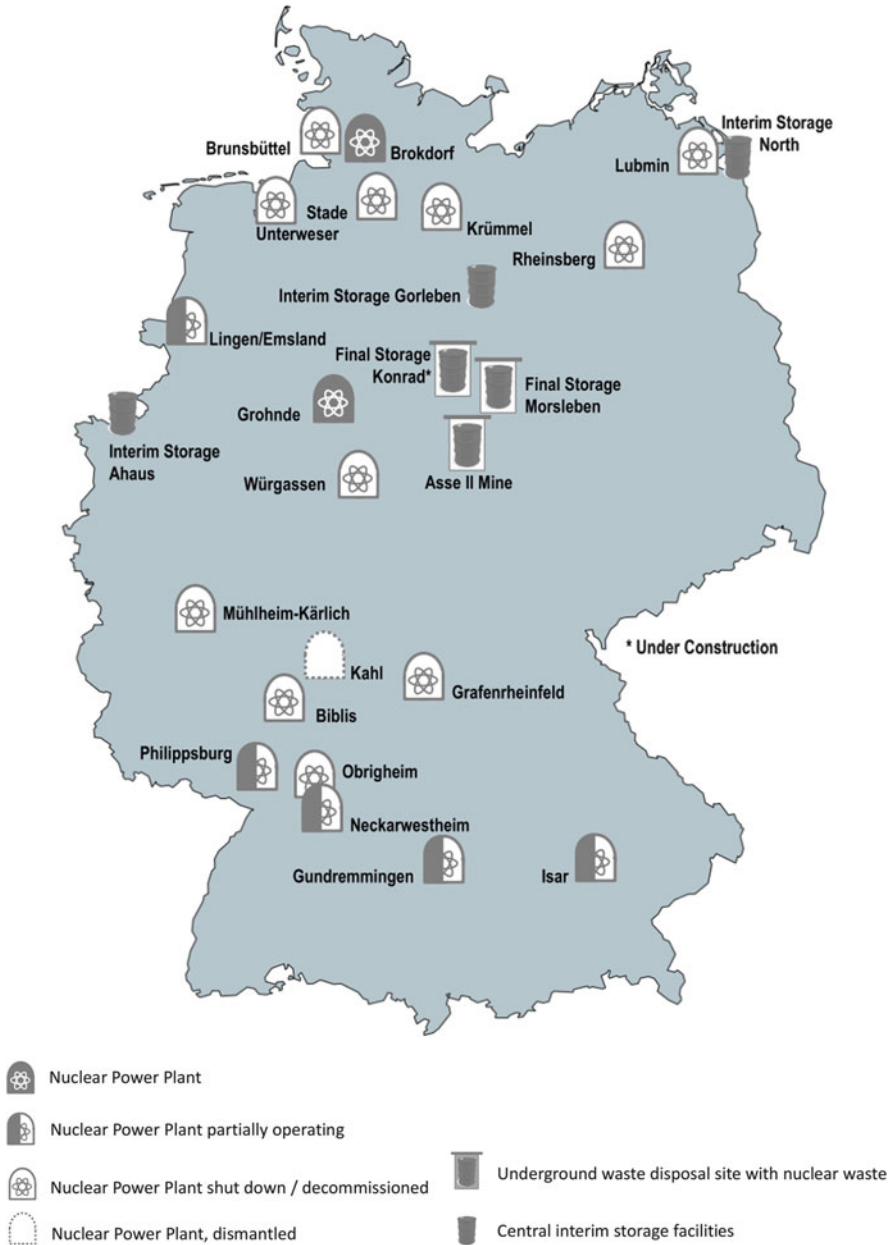 Interim Storage
North
Brunsbüttel
Brokdorf
Lubmin
Stade
Unterweser
Krümmel
Rheinsberg
Interim Storage Gorleben
Lingen/Emsland
Final Storage
Konrad*
Final Storage
Morsleben
Grohnde
Interim Storage
Ahaus
Würgassen
Asse II Mine
Mühlheim-Kärlich
* Under Construction
Kahl
Grafenrheinfeld
Biblis
Philippsburg
Obrigheim
Neckarwestheim
Gundremmingen
Isar
Nuclear Power Plant
Nuclear Power Plant partially operating
Nuclear Power Plant shut down / decommissioned
Nuclear Power Plant, dismantled
Underground waste disposal site with nuclear waste
Central interim storage facilities